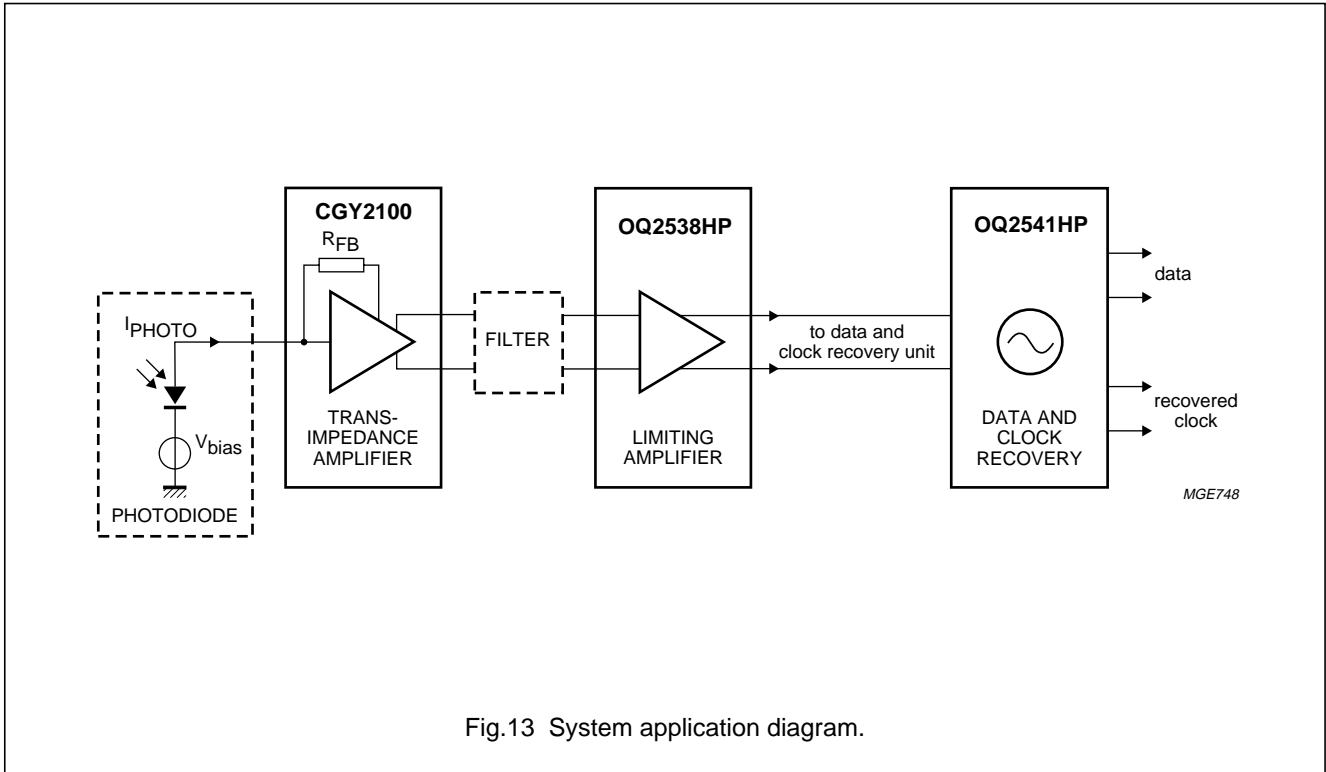 CGY2100
RFB
IPHOTO
Vbias
PHOTODIODE
TRANS-
IMPEDANCE
AMPLIFIER
FILTER
OQ2538HP
LIMITING
AMPLIFIER
to data and
clock recovery unit
OQ2541HP
DATA AND
CLOCK
RECOVERY
data
recovered
clock
MGE748
Fig.13 System application diagram.